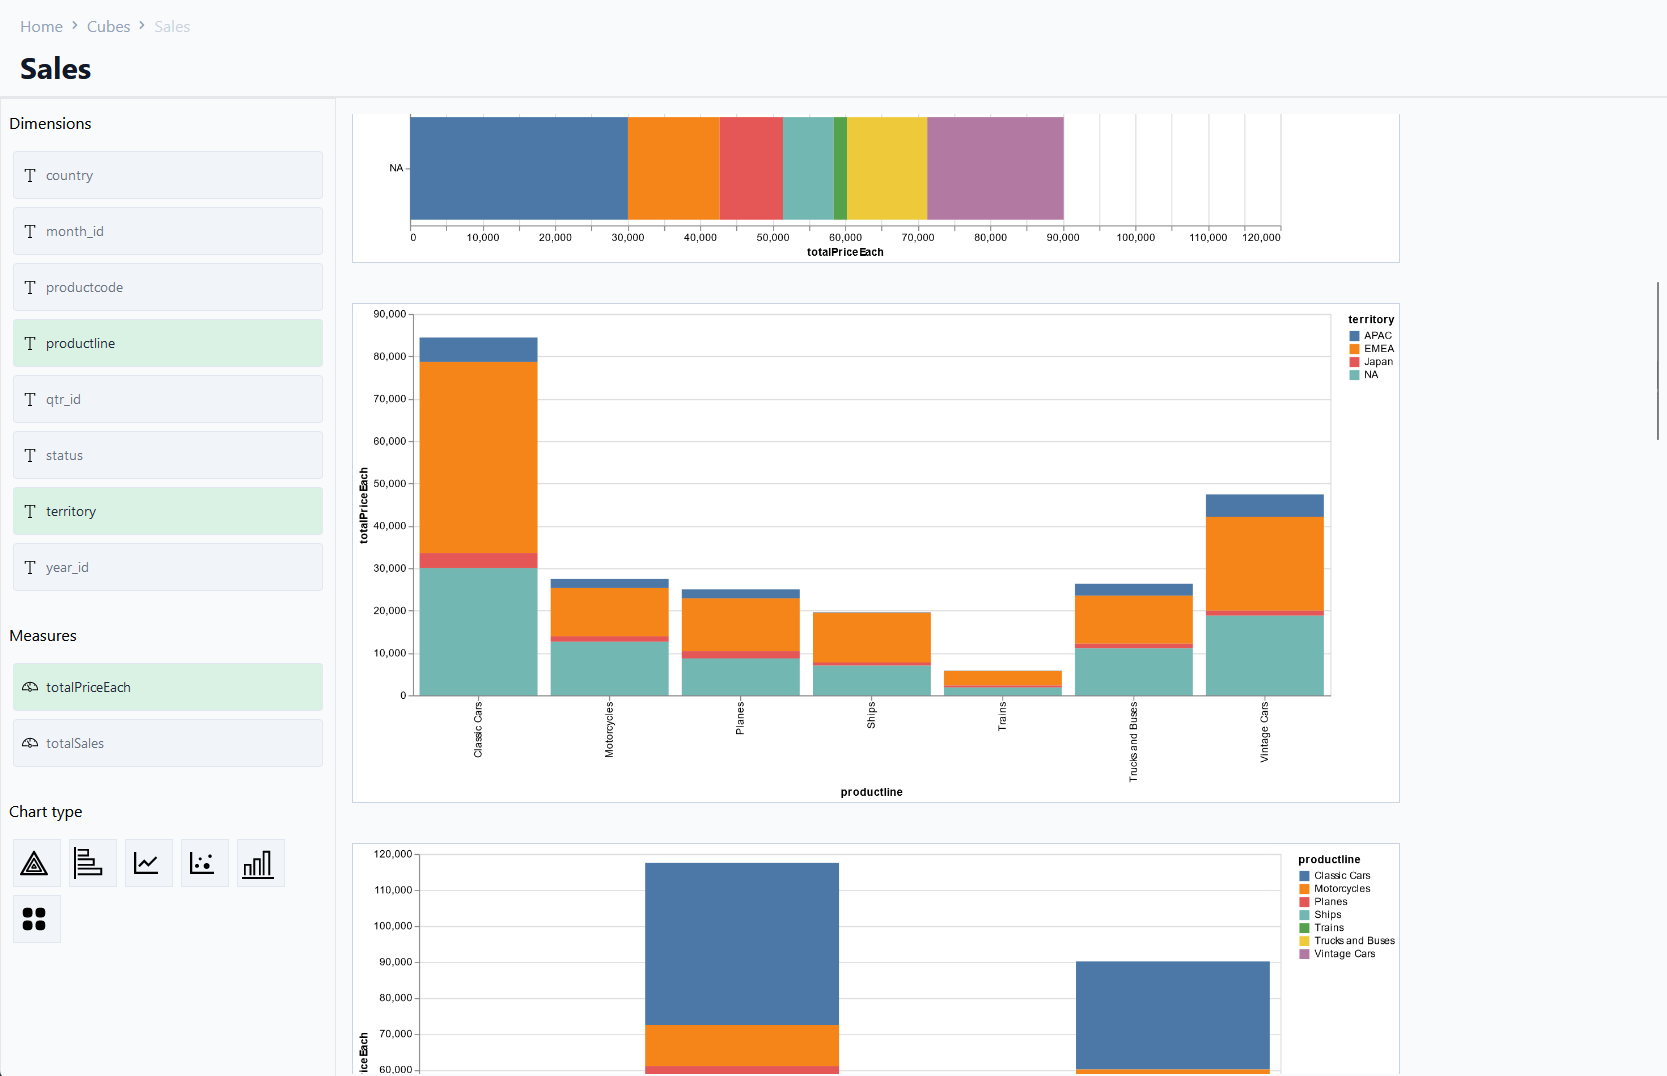 Home > Cubes > Sales
Sales
Dimensions
country
month_id
productcode
productline
qtr_id
status
territory
year_id
Measures
totalPriceEach
totalSales
Chart type
NA
0 10,000 20,000 30,000 40,000 50,000 60,000 70,000 80,000 90,000 100,000 110,000 120,000
totalPriceEach
90,000
80,000
70,000
60,000
50,000
40,000
30,000
20,000
10,000
0
totalPriceEach
Classic Cars
Motorcycles
Planes
Ships
Trains
Trucks and Buses
Vintage Cars
productline
territory
APAC
EMEA
Japan
NA
120,000
110,000
100,000
90,000
80,000
70,000
60,000
iceEach
productline
Classic Cars
Motorcycles
Planes
Ships
Trains
Trucks and Buses
Vintage Cars